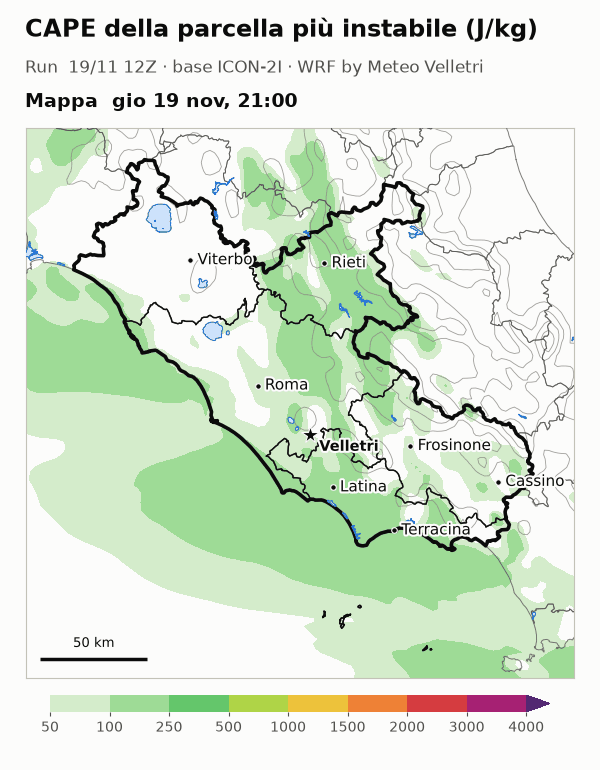 CAPE della parcella più instabile (J/kg)
Run  19/11 12Z · base ICON-2I · WRF by Meteo Velletri
Mappa  gio 19 nov, 21:00
Viterbo
Rieti
Roma
Velletri
Frosinone
Cassino
Latina
Terracina
50 km
50 100 250 500 1000 1500 2000 3000 4000